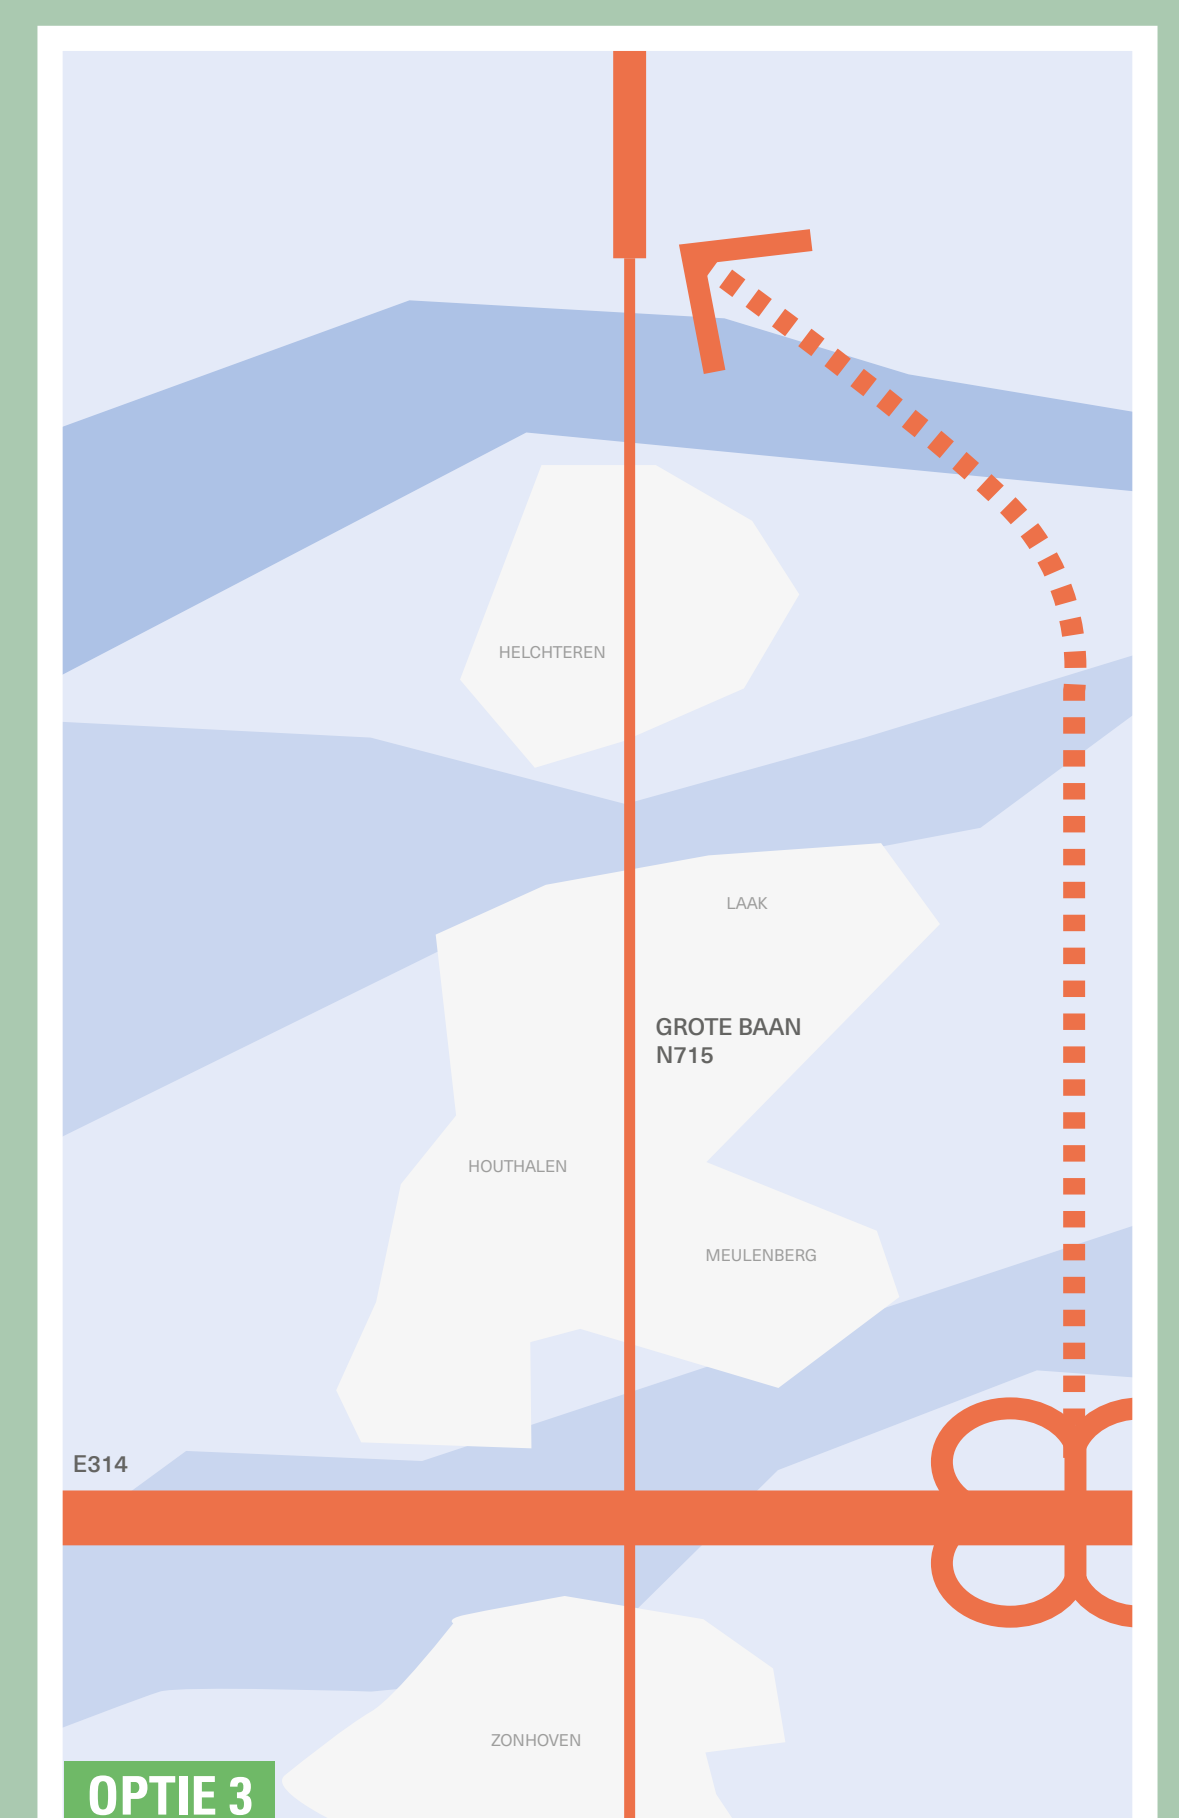 HELCHTEREN
LAAK
GROTE BAAN
N715
HOUTHALEN
MEULENBERG
E314
ZONHOVEN
OPTIE 3